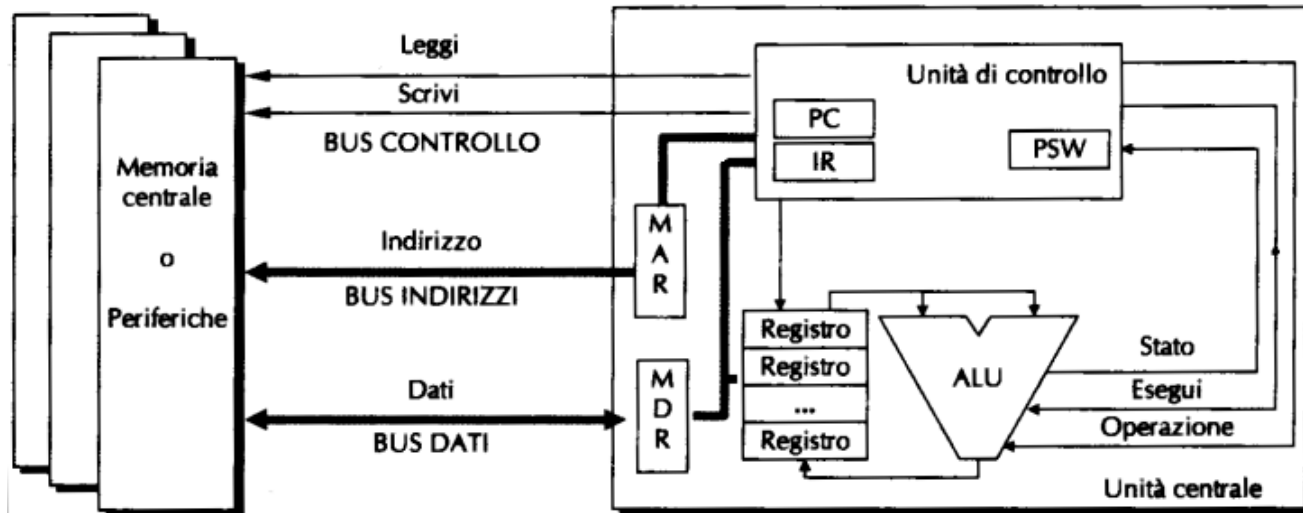 Leggi
Scrivi
BUS CONTROLLO
Memoria
centrale
o
Periferiche
Indirizzo
BUS INDIRIZZI
Dati
BUS DATI
M
A
R
M
D
R
Unità di controllo
PC
IR
PSW
Registro
Registro
...
Registro
ALU
Stato
Esegui
Operazione
Unità centrale